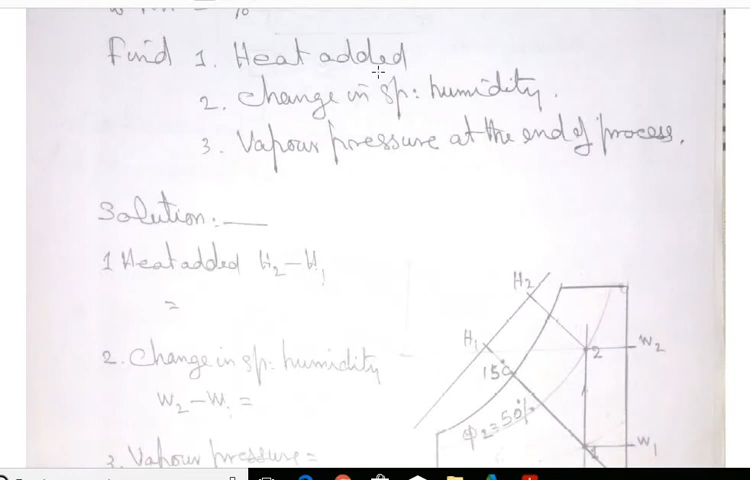 Find 1. Heat added
2. Change in sp: humidity.
3. Vapour pressure at the end of process.
Solution:—
1 Heat added H₂–H₁
=
2. Change in sp: humidity
W₂–W₁=
3. Vapour pressure=
H₂
H₁
15°
φ₂=50%
2
W₂
1
W₁